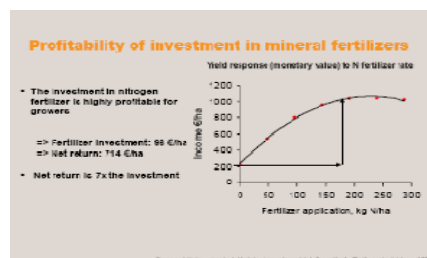 Profitability of investment in mineral fertilizers
Yield response (monetary value) to N fertilizer rate
• The investment in nitrogen
fertilizer is highly profitable for
growers
=> Fertilizer investment: 98 €/ha
=> Net return: 714 €/ha
• Net return is 7x the investment
Income €/ha
1200
1000
800
600
400
200
0
0 50 100 150 200 250 300
Fertilizer application, kg N/ha